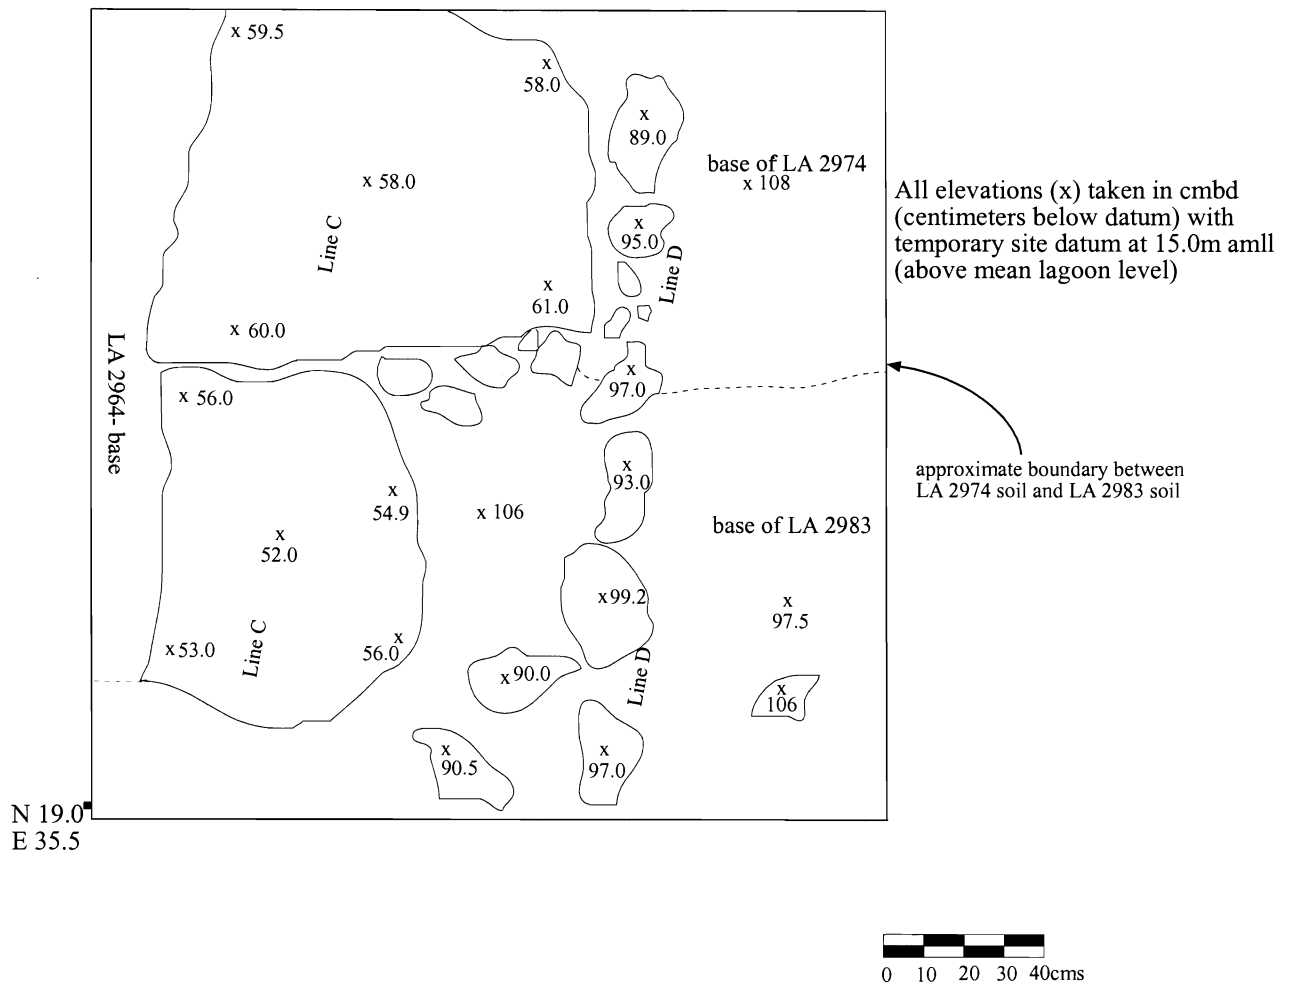 x 59.5
x
58.0
x
89.0
base of LA 2974
x 108
x 58.0
All elevations (x) taken in cmbd
(centimeters below datum) with
temporary site datum at 15.0m amll
(above mean lagoon level)
Line C
x
95.0
Line D
x
61.0
x 60.0
LA 2964- base
x
97.0
x 56.0
approximate boundary between
LA 2974 soil and LA 2983 soil
x
93.0
x
54.9
x 106
base of LA 2983
x
52.0
x 99.2
x
97.5
x 53.0
Line C
x
56.0
x 90.0
Line D
x
106
x
90.5
x
97.0
N 19.0
E 35.5
0 10 20 30 40cms